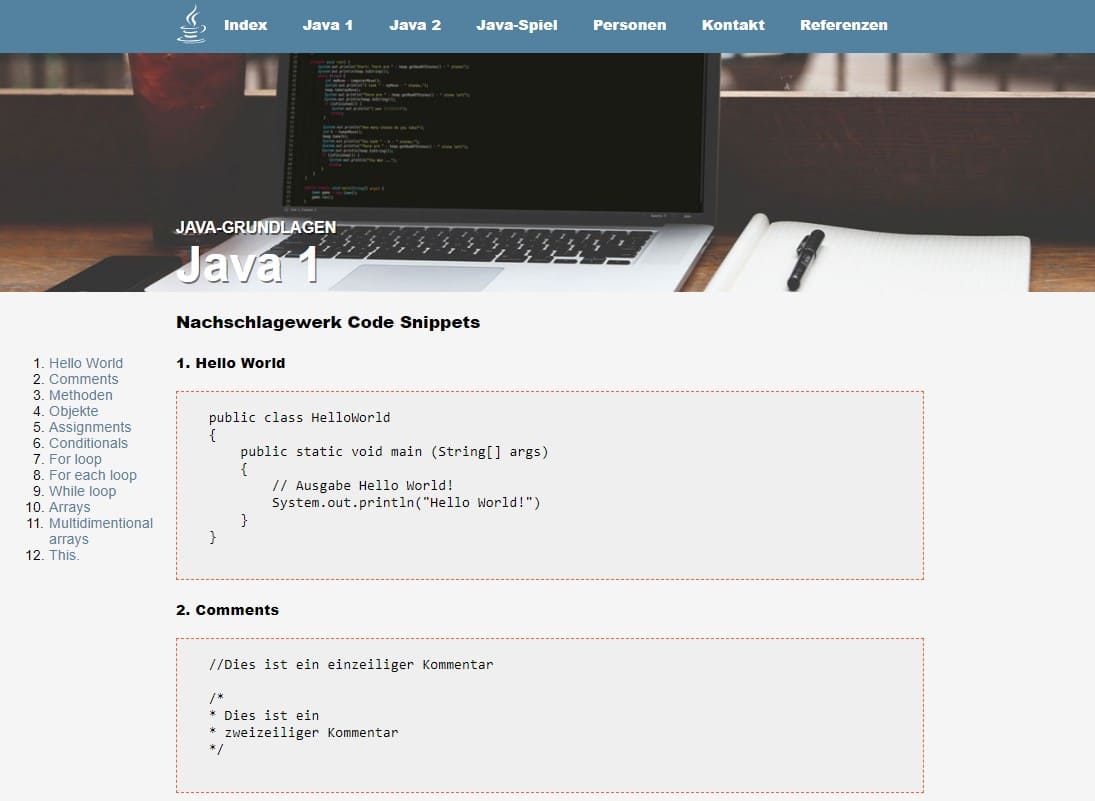 Index Java 1 Java 2 Java-Spiel Personen Kontakt Referenzen
JAVA-GRUNDLAGEN
Java 1
Nachschlagewerk Code Snippets
1. Hello World
2. Comments
3. Methoden
4. Objekte
5. Assignments
6. Conditionals
7. For loop
8. For each loop
9. While loop
10. Arrays
11. Multidimentional
arrays
12. This.
1. Hello World
public class HelloWorld
{
    public static void main (String[] args)
    {
        // Ausgabe Hello World!
        System.out.println("Hello World!")
    }
}
2. Comments
//Dies ist ein einzeiliger Kommentar
/*
* Dies ist ein
* zweizeiliger Kommentar
*/